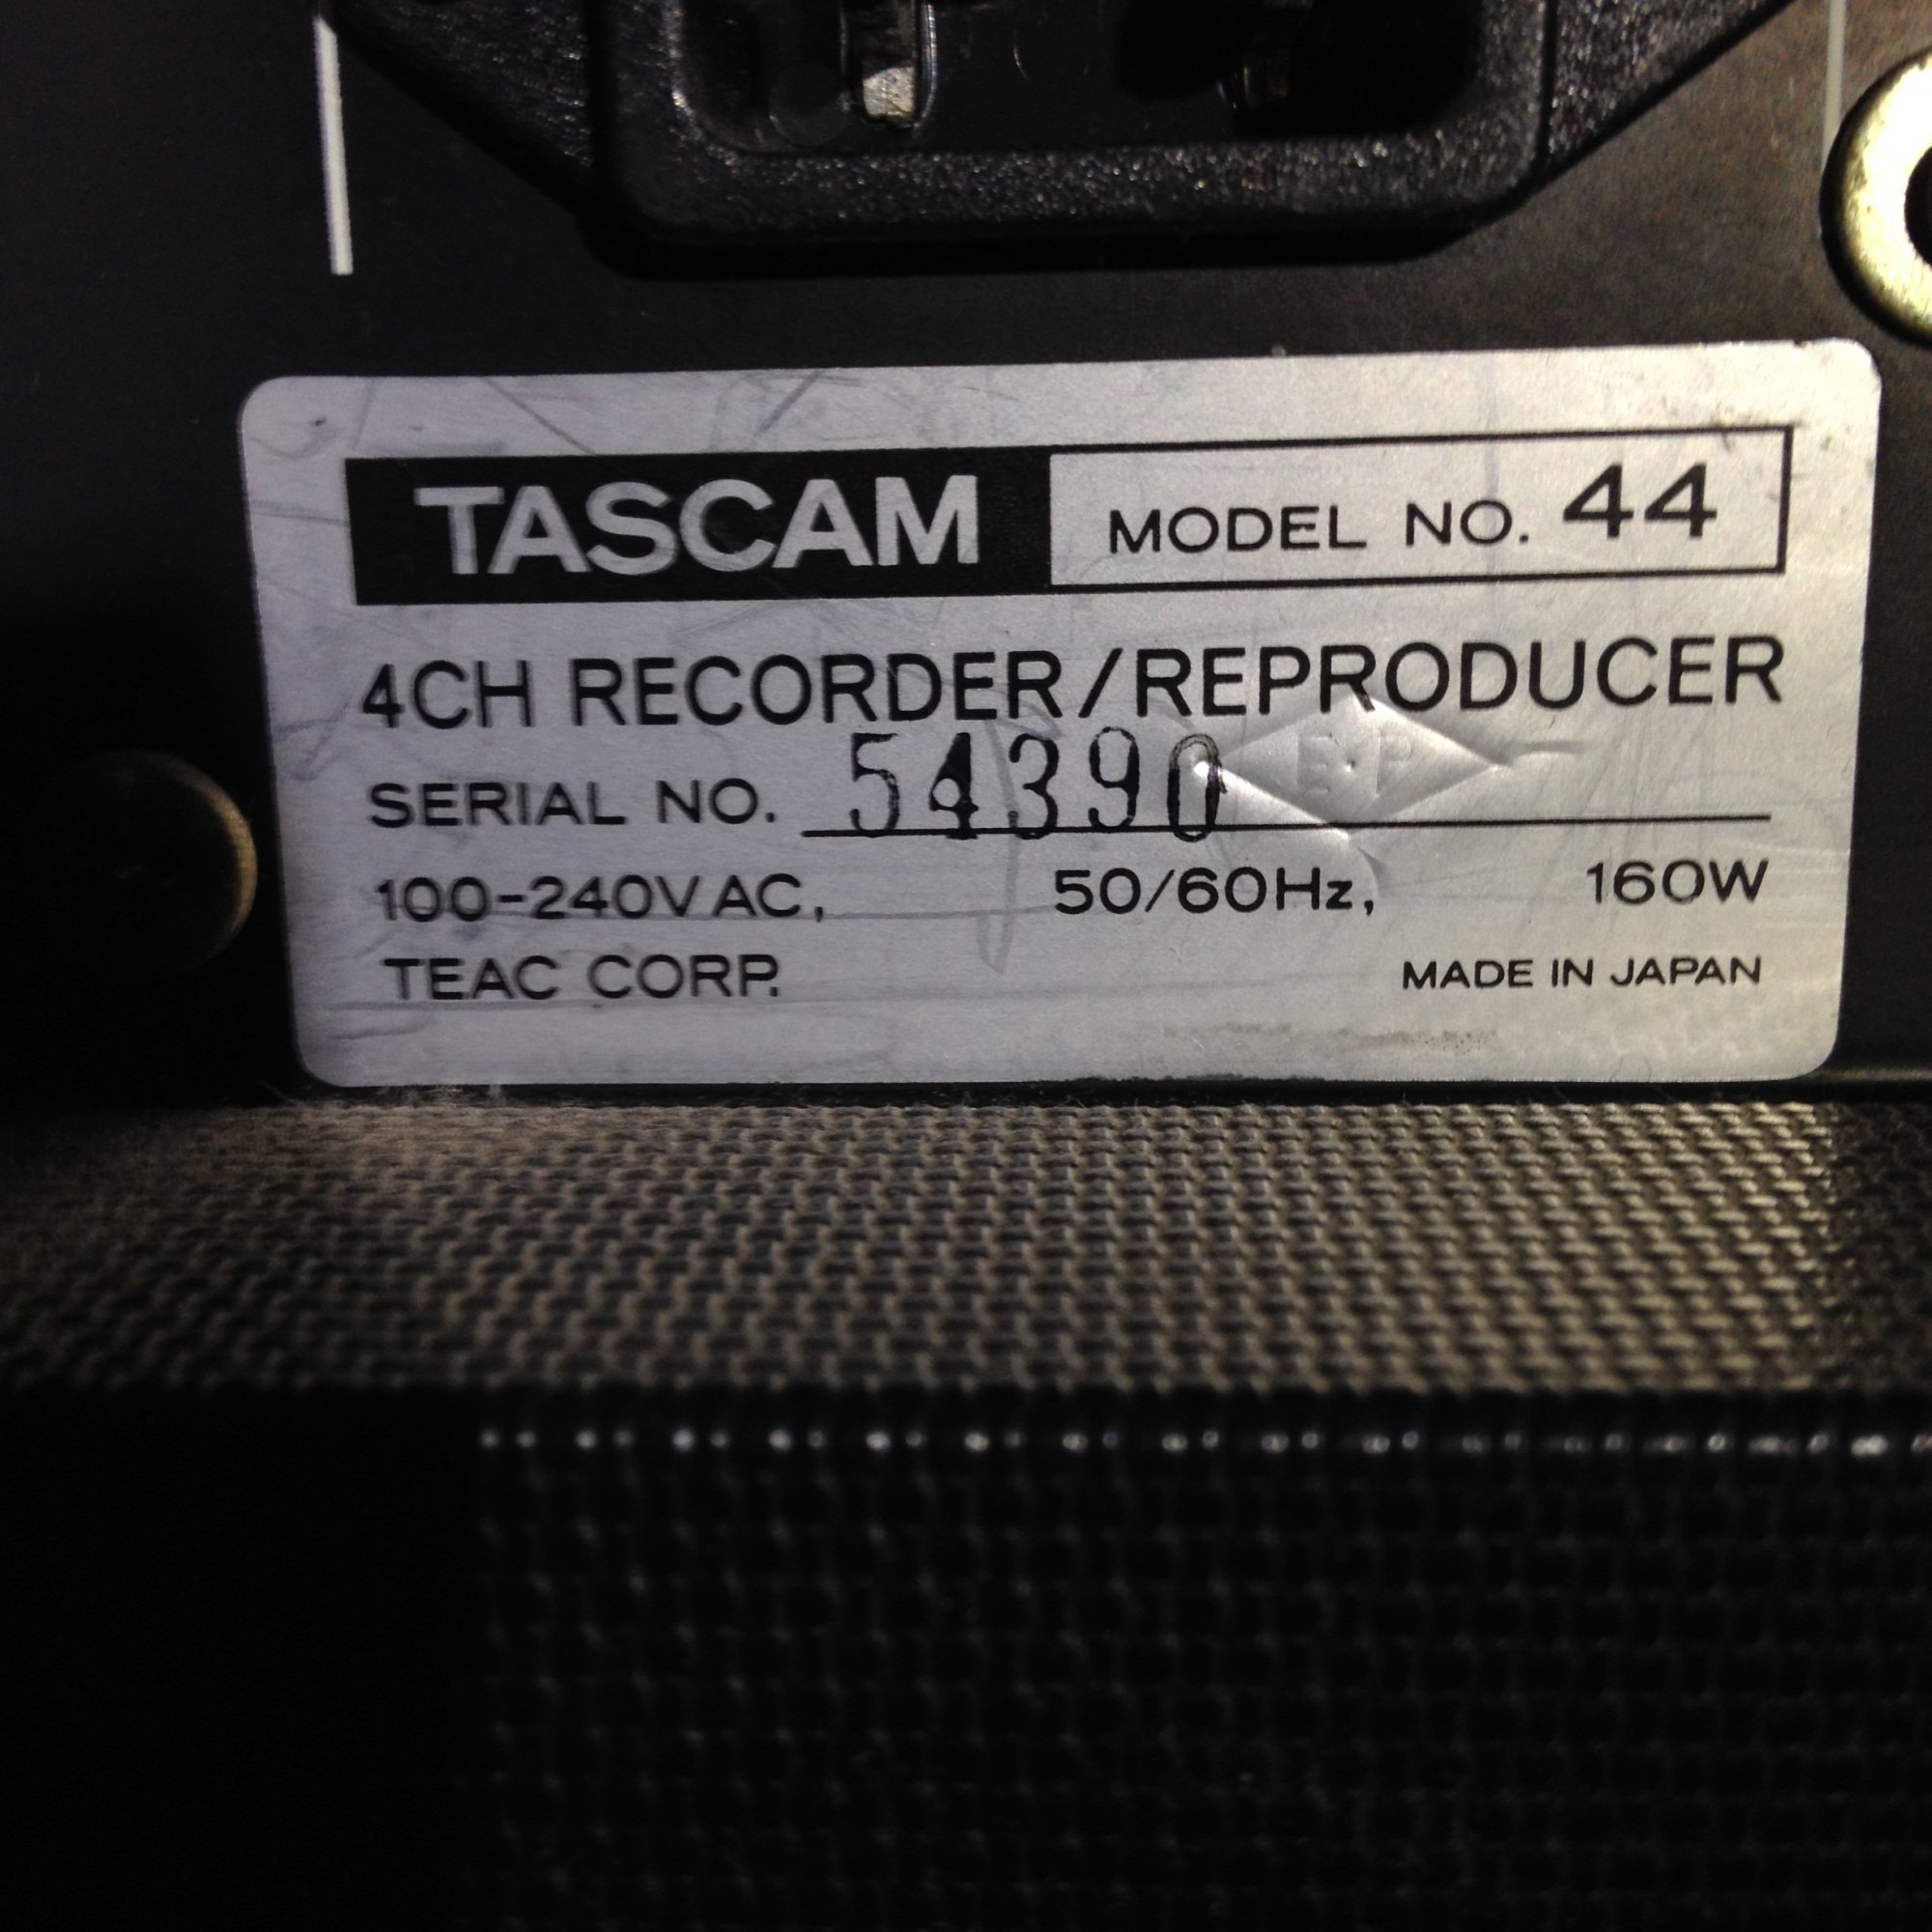 TASCAM MODEL NO. 44
4CH RECORDER/REPRODUCER
E·P
SERIAL NO. 54390
100-240V AC, 50/60Hz, 160W
TEAC CORP. MADE IN JAPAN